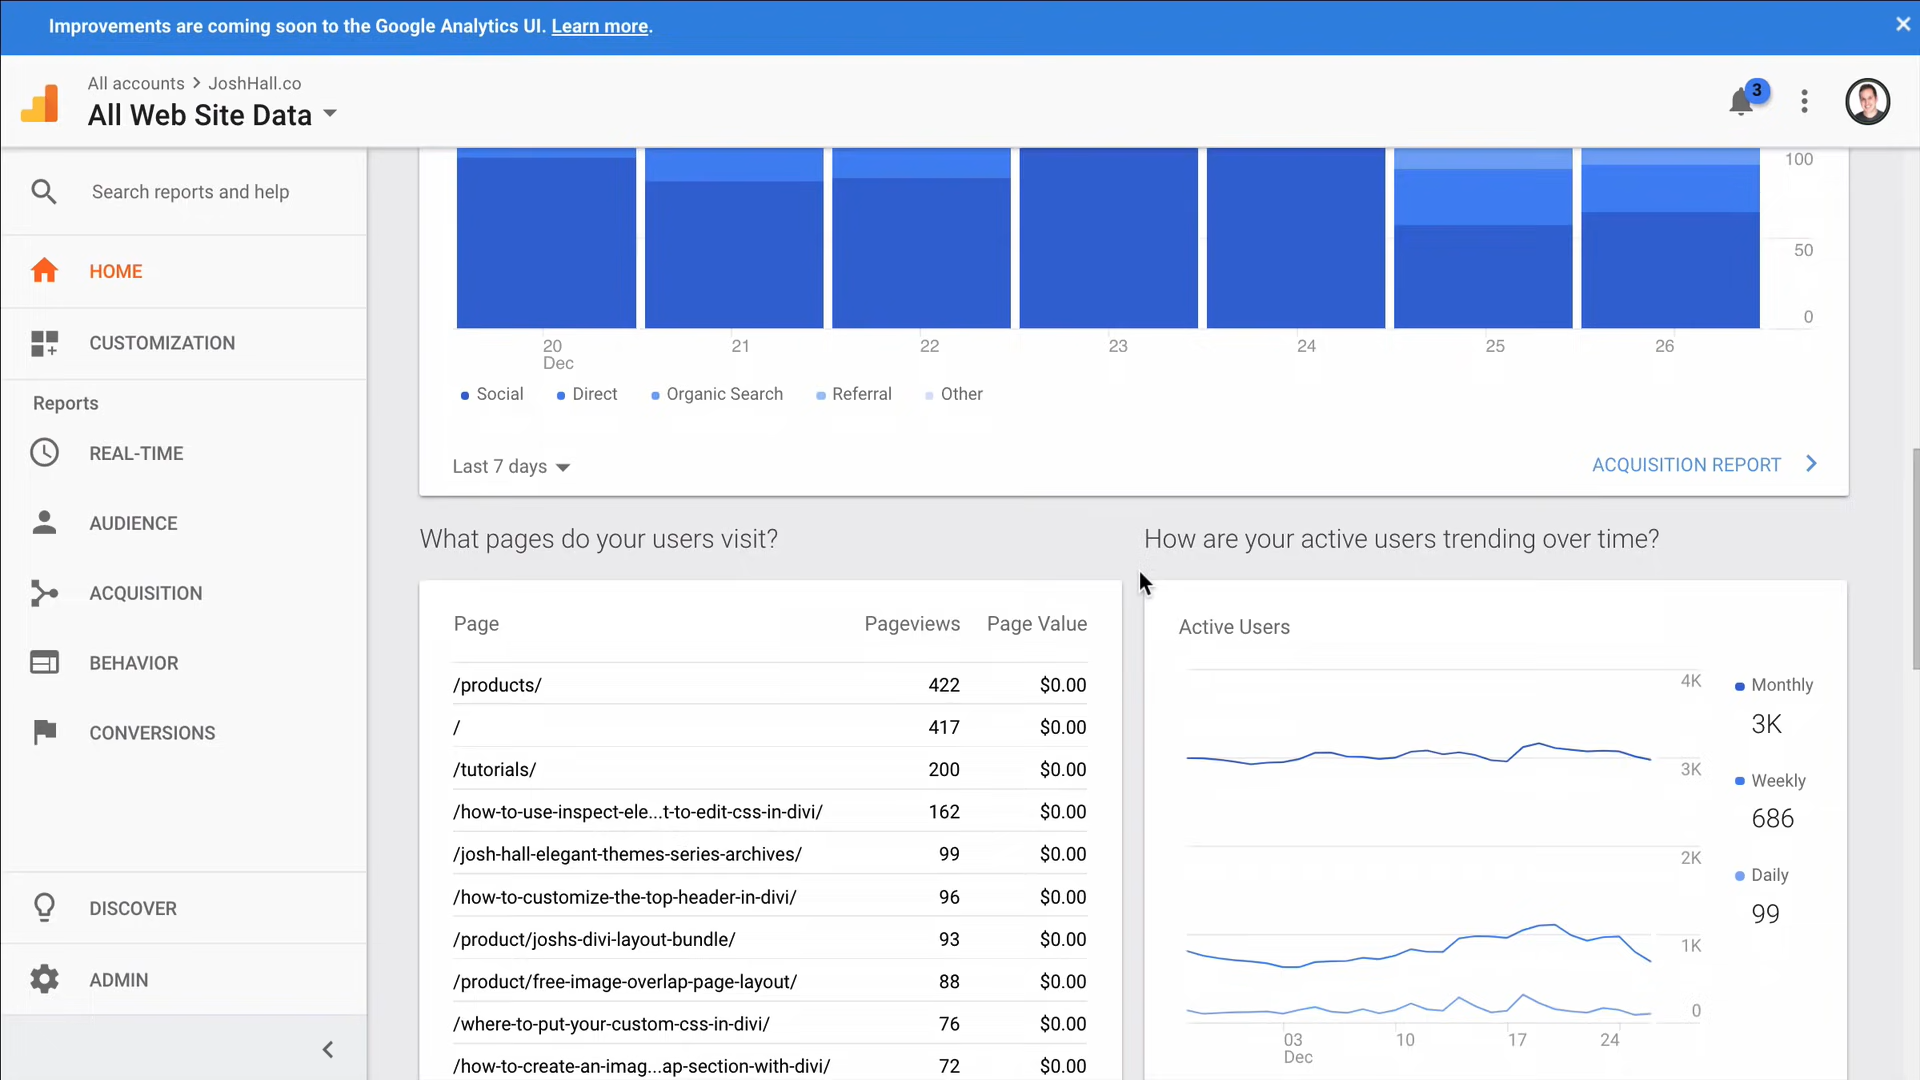 Improvements are coming soon to the Google Analytics UI. Learn more.
All accounts > JoshHall.co
All Web Site Data
3
Search reports and help
HOME
CUSTOMIZATION
Reports
REAL-TIME
AUDIENCE
ACQUISITION
BEHAVIOR
CONVERSIONS
DISCOVER
ADMIN
100
50
0
20 21 22 23 24 25 26
Dec
Social Direct Organic Search Referral Other
Last 7 days
ACQUISITION REPORT
What pages do your users visit?
Page Pageviews Page Value
/products/ 422 $0.00
/ 417 $0.00
/tutorials/ 200 $0.00
/how-to-use-inspect-ele...t-to-edit-css-in-divi/ 162 $0.00
/josh-hall-elegant-themes-series-archives/ 99 $0.00
/how-to-customize-the-top-header-in-divi/ 96 $0.00
/product/joshs-divi-layout-bundle/ 93 $0.00
/product/free-image-overlap-page-layout/ 88 $0.00
/where-to-put-your-custom-css-in-divi/ 76 $0.00
/how-to-create-an-imag...ap-section-with-divi/ 72 $0.00
How are your active users trending over time?
Active Users
4K
3K
2K
1K
0
03 10 17 24
Dec
Monthly
3K
Weekly
686
Daily
99